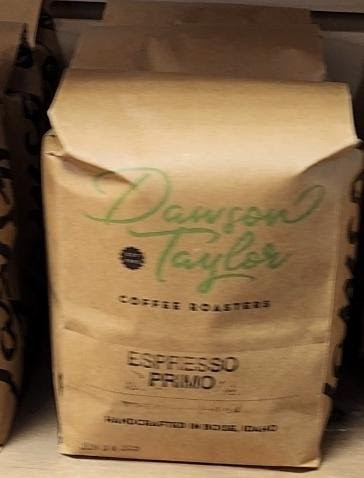 Dawson
Taylor
COFFEE ROASTERS
ESPRESSO
PRIMO
HANDCRAFTED IN BOISE, IDAHO